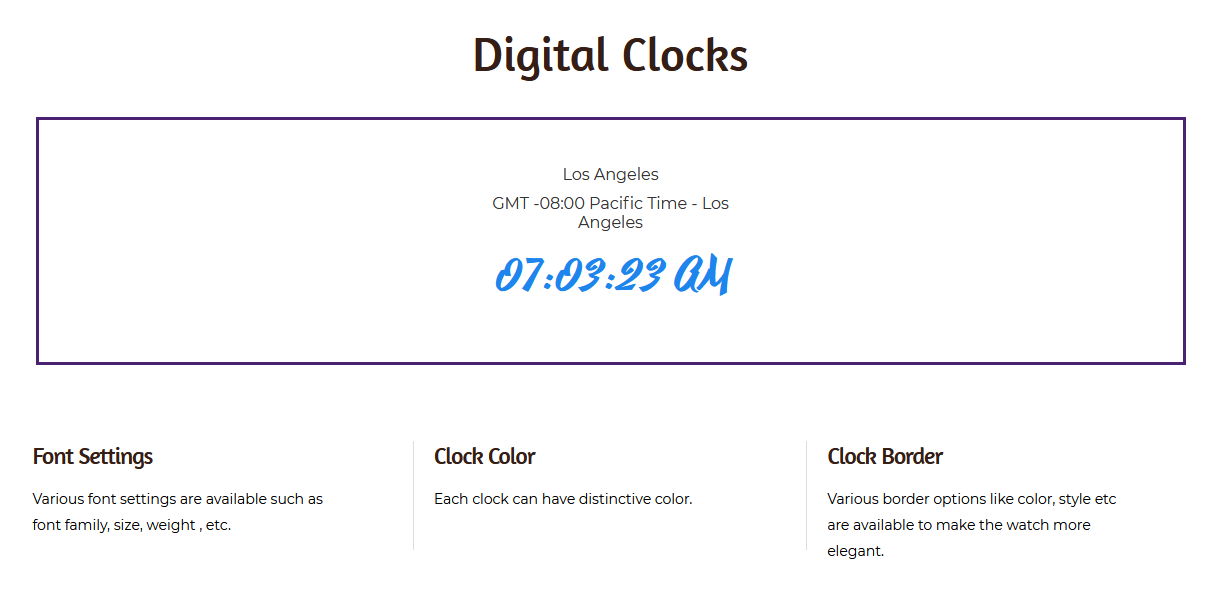 Digital Clocks
Los Angeles
GMT -08:00 Pacific Time - Los
Angeles
07:03:23 AM
Font Settings
Various font settings are available such as
font family, size, weight , etc.
Clock Color
Each clock can have distinctive color.
Clock Border
Various border options like color, style etc
are available to make the watch more
elegant.